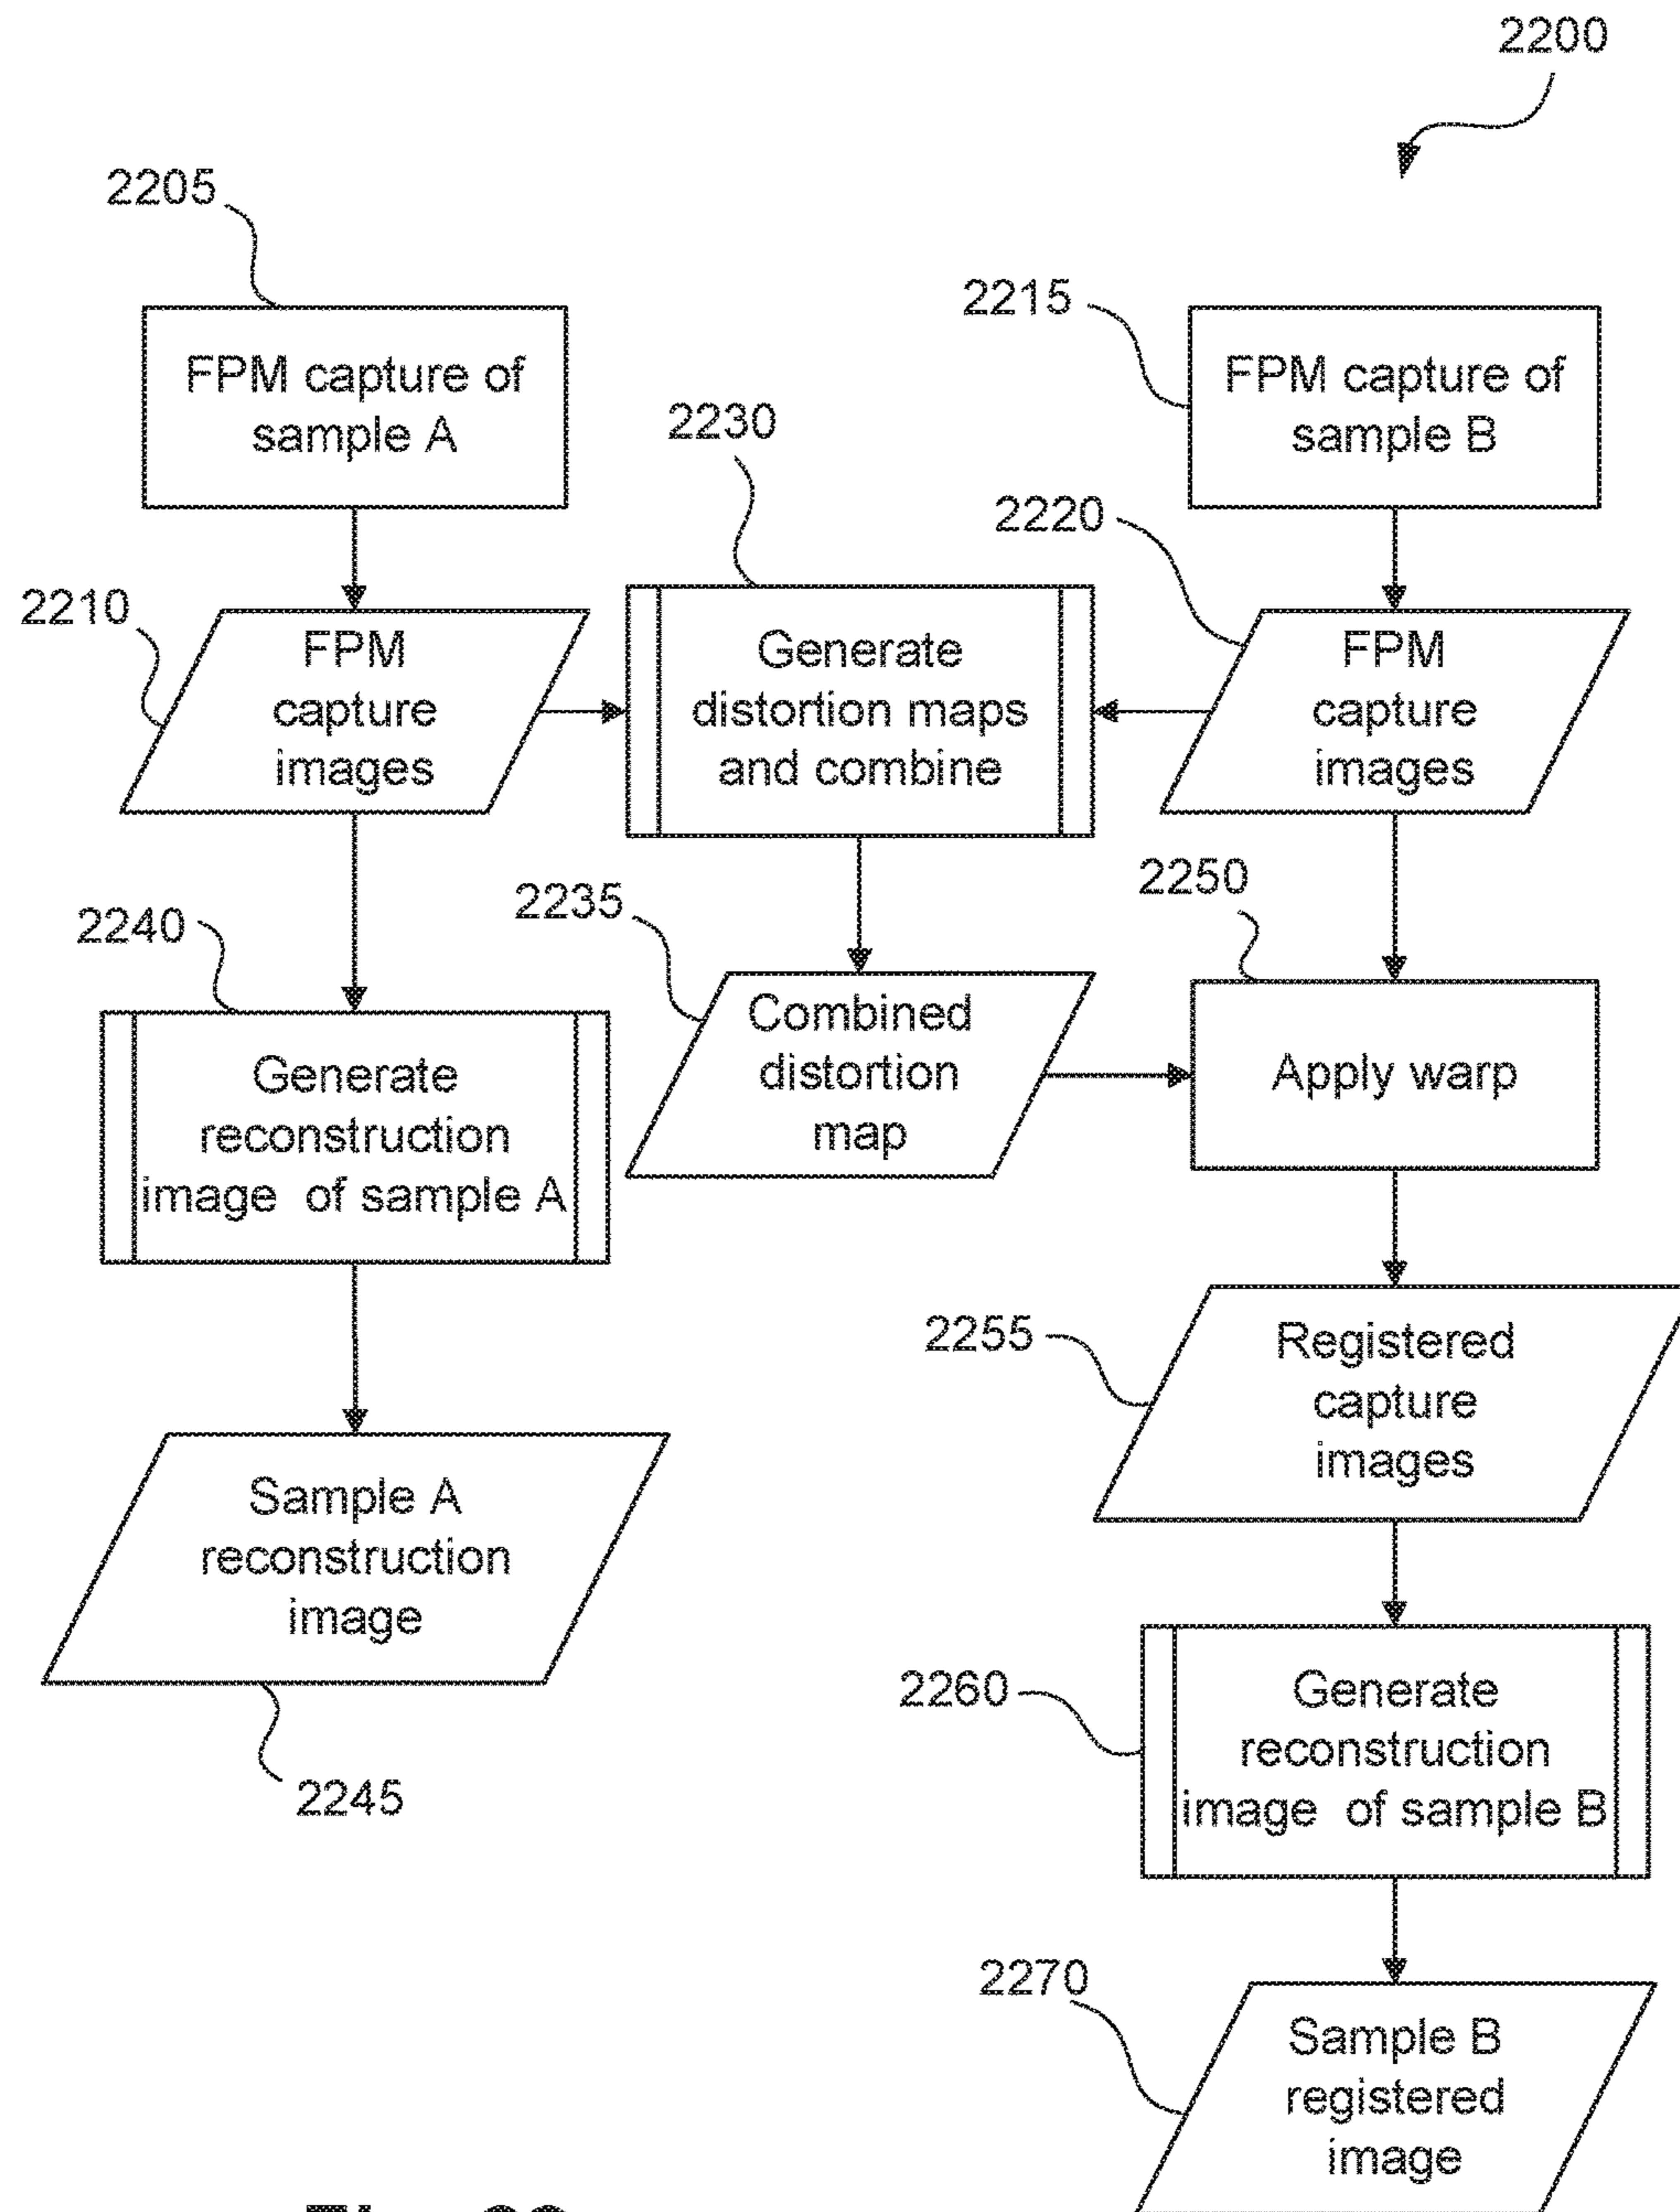 2200
2205
FPM capture of
sample A
2215
FPM capture of
sample B
2230
2220
2210
FPM
capture
images
Generate
distortion maps
and combine
FPM
capture
images
2240
2235
2250
Generate
reconstruction
image of sample A
Combined
distortion
map
Apply warp
2255
Registered
capture
images
Sample A
reconstruction
image
2245
2260
Generate
reconstruction
image of sample B
2270
Sample B
registered
image